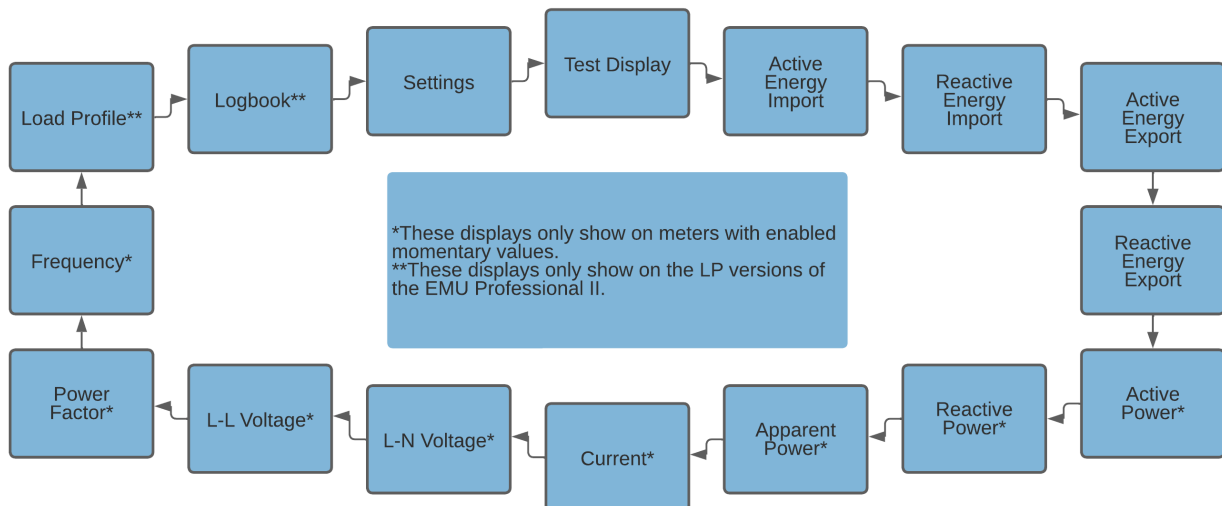 Load Profile**
Logbook**
Settings
Test Display
Active
Energy
Import
Reactive
Energy
Import
Active
Energy
Export
Reactive
Energy
Export
Active
Power*
Reactive
Power*
Apparent
Power*
Current*
L-N Voltage*
L-L Voltage*
Power
Factor*
Frequency*
*These displays only show on meters with enabled
momentary values.
**These displays only show on the LP versions of
the EMU Professional II.